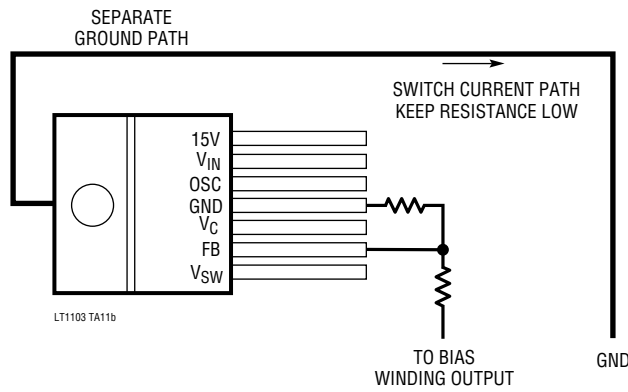 SEPARATE
GROUND PATH
SWITCH CURRENT PATH
KEEP RESISTANCE LOW
15V
VIN
OSC
GND
VC
FB
VSW
LT1103 TA11b
TO BIAS
WINDING OUTPUT
GND